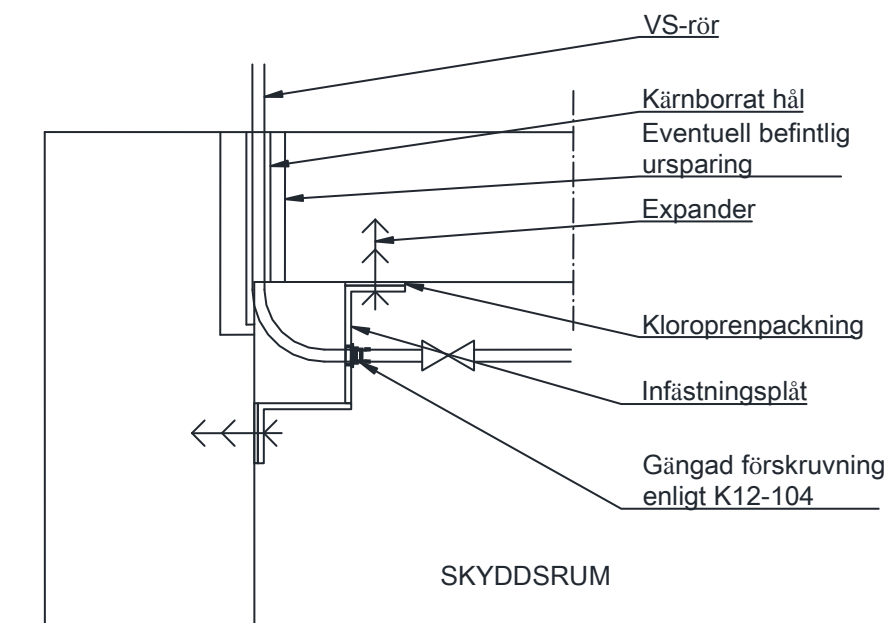 VS-rör
Kärnborrat hål
Eventuell befintlig
ursparing
Expander
Kloroprenpackning
Infästningsplåt
Gängad förskruvning
enligt K12-104
SKYDDSRUM